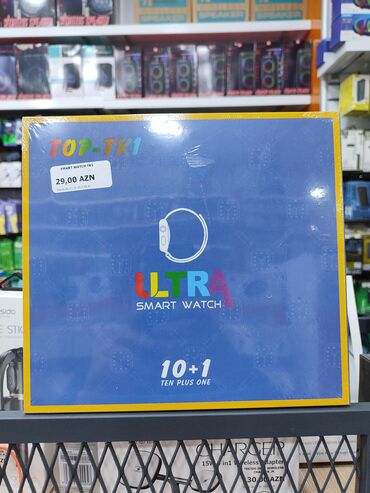 SPEAKER
TOP-TK1
SMART WATCH TK1
29,00 AZN
ULTRA
SMART WATCH
10+1
TEN PLUS ONE
CHARGER
30,00 AZN